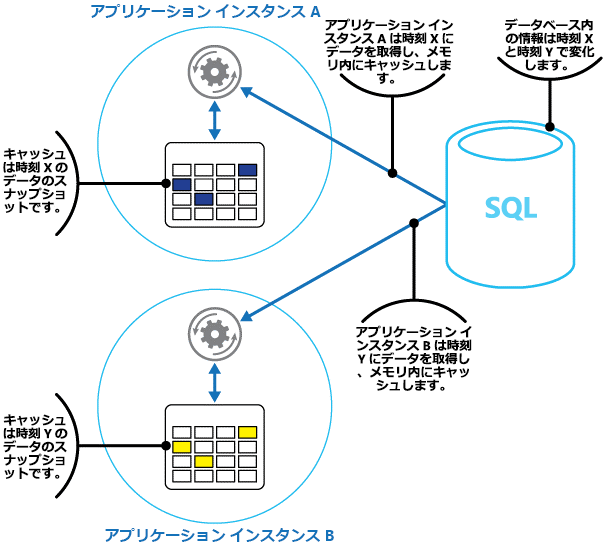 アプリケーション インスタンス A
アプリケーション イン
スタンス A は時刻 X に
データを取得し、メモ
リ内にキャッシュしま
す。
データベース内
の情報は時刻 X
と時刻 Y で変化
します。
キャッシュ
は時刻 X の
データのス
ナップショ
ットです。
SQL
アプリケーション イ
ンスタンス B は時刻
Y にデータを取得し
、メモリ内にキャッ
シュします。
キャッシュ
は時刻 Y の
データのス
ナップショ
ットです。
アプリケーション インスタンス B